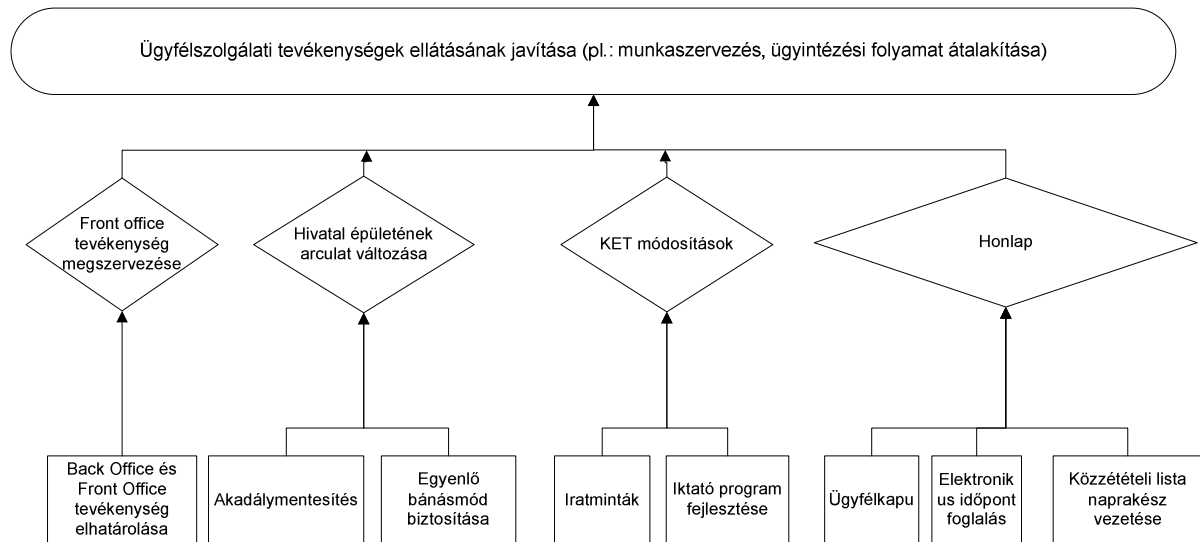 Ügyfélszolgálati tevékenységek ellátásának javítása (pl.: munkaszervezés, ügyintézési folyamat átalakítása)
Front office
tevékenység
megszervezése
Hivatal épületének
arculat változása
KET módosítások
Honlap
Back Office és
Front Office
tevékenység
elhatárolása
Akadálymentesítés
Egyenlő
bánásmód
biztosítása
Iratminták
Iktató program
fejlesztése
Ügyfélkapu
Elektronik
us időpont
foglalás
Közzétételi lista
naprakész
vezetése